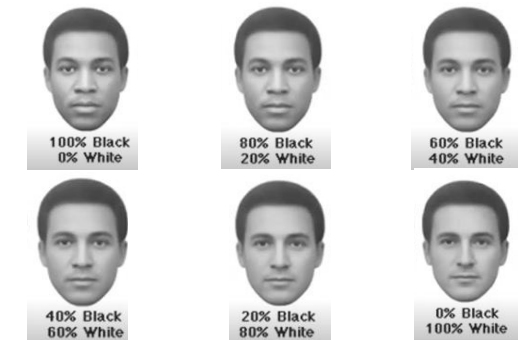 100% Black
0% White
80% Black
20% White
60% Black
40% White
40% Black
60% White
20% Black
80% White
0% Black
100% White